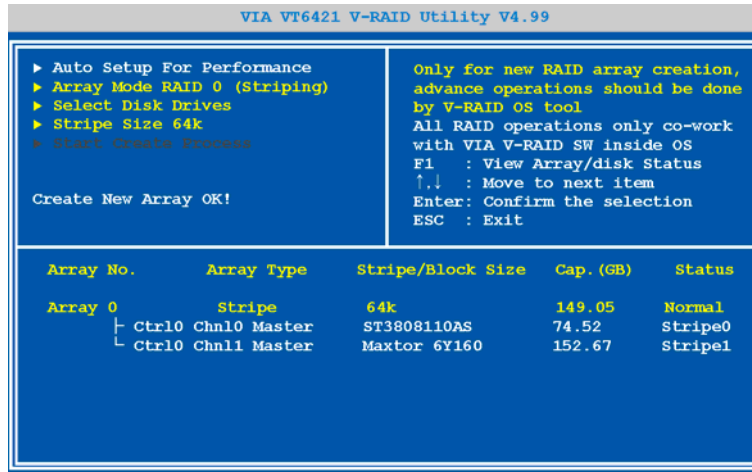 VIA VT6421 V-RAID Utility V4.99
► Auto Setup For Performance
► Array Mode RAID 0 (Striping)
► Select Disk Drives
► Stripe Size 64k
► Start Create Process
Create New Array OK!
Only for new RAID array creation,
advance operations should be done
by V-RAID OS tool
All RAID operations only co-work
with VIA V-RAID SW inside OS
F1 : View Array/disk Status
↑.↓ : Move to next item
Enter: Confirm the selection
ESC : Exit
Array No. Array Type Stripe/Block Size Cap.(GB) Status
Array 0 Stripe 64k 149.05 Normal
├ Ctrl0 Chnl0 Master ST3808110AS 74.52 Stripe0
└ Ctrl0 Chnl1 Master Maxtor 6Y160 152.67 Stripe1